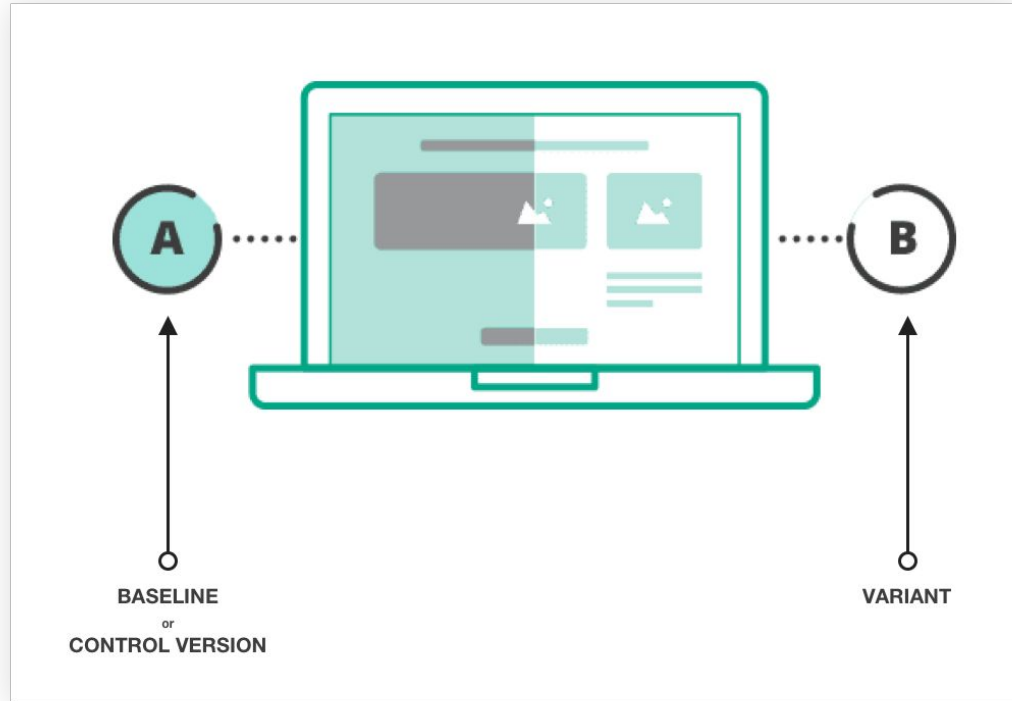 A
B
BASELINE
or
CONTROL VERSION
VARIANT